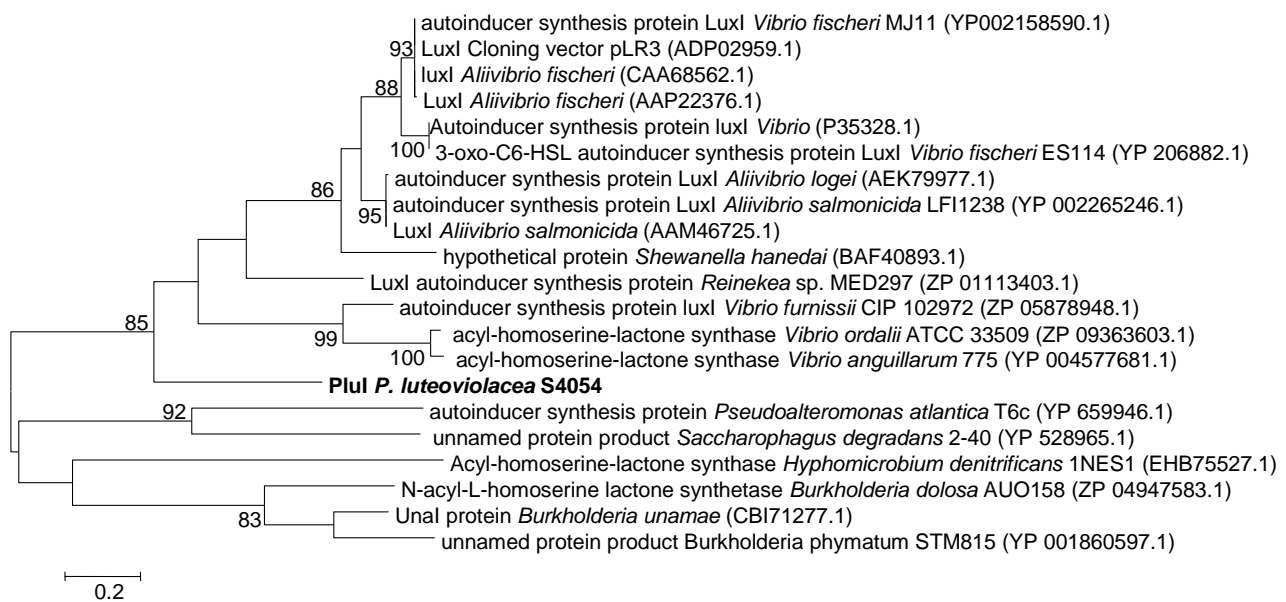 autoinducer synthesis protein LuxI Vibrio fischeri MJ11 (YP002158590.1)
93 LuxI Cloning vector pLR3 (ADP02959.1)
luxI Aliivibrio fischeri (CAA68562.1)
88
LuxI Aliivibrio fischeri (AAP22376.1)
Autoinducer synthesis protein luxI Vibrio (P35328.1)
100 3-oxo-C6-HSL autoinducer synthesis protein LuxI Vibrio fischeri ES114 (YP 206882.1)
autoinducer synthesis protein LuxI Aliivibrio logei (AEK79977.1)
86
autoinducer synthesis protein LuxI Aliivibrio salmonicida LFI1238 (YP 002265246.1)
95
LuxI Aliivibrio salmonicida (AAM46725.1)
hypothetical protein Shewanella hanedai (BAF40893.1)
LuxI autoinducer synthesis protein Reinekea sp. MED297 (ZP 01113403.1)
autoinducer synthesis protein luxI Vibrio furnissii CIP 102972 (ZP 05878948.1)
85
acyl-homoserine-lactone synthase Vibrio ordalii ATCC 33509 (ZP 09363603.1)
99
100 acyl-homoserine-lactone synthase Vibrio anguillarum 775 (YP 004577681.1)
PluI P. luteoviolacea S4054
92 autoinducer synthesis protein Pseudoalteromonas atlantica T6c (YP 659946.1)
unnamed protein product Saccharophagus degradans 2-40 (YP 528965.1)
Acyl-homoserine-lactone synthase Hyphomicrobium denitrificans 1NES1 (EHB75527.1)
N-acyl-L-homoserine lactone synthetase Burkholderia dolosa AUO158 (ZP 04947583.1)
83 UnaI protein Burkholderia unamae (CBI71277.1)
unnamed protein product Burkholderia phymatum STM815 (YP 001860597.1)
0.2